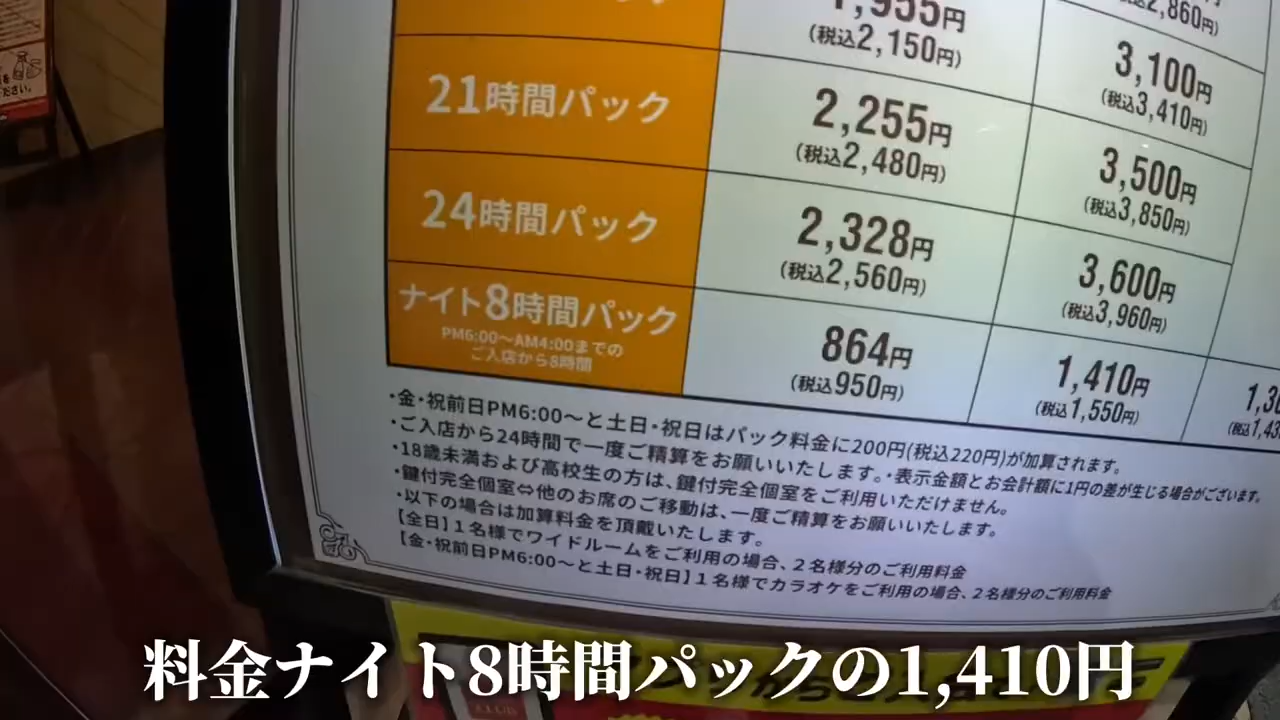 1,955円
(税込2,150円)
2,860円)
3,100円
(税込3,410円)
21時間パック
2,255円
(税込2,480円)
3,500円
(税込3,850円)
24時間パック
2,328円
(税込2,560円)
3,600円
(税込3,960円)
ナイト8時間パック
PM6:00〜AM4:00までの
ご入店から8時間
864円
(税込950円)
1,410円
(税込1,550円)
・金・祝前日PM6:00〜と土日・祝日はパック料金に200円(税込220円)が加算されます。
・ご入店から24時間で一度ご精算をお願いいたします。・表示金額とお会計額に1円の差が生じる場合がございます。
・18歳未満および高校生の方は、鍵付完全個室をご利用いただけません。
・鍵付完全個室⇔他のお席のご移動は、一度ご精算をお願いいたします。
・以下の場合は加算料金を頂戴いたします。
【全日】1名様でワイドルームをご利用の場合、2名様分のご利用料金
【金・祝前日PM6:00〜と土日・祝日】1名様でカラオケをご利用の場合、2名様分のご利用料金
料金ナイト8時間パックの1,410円